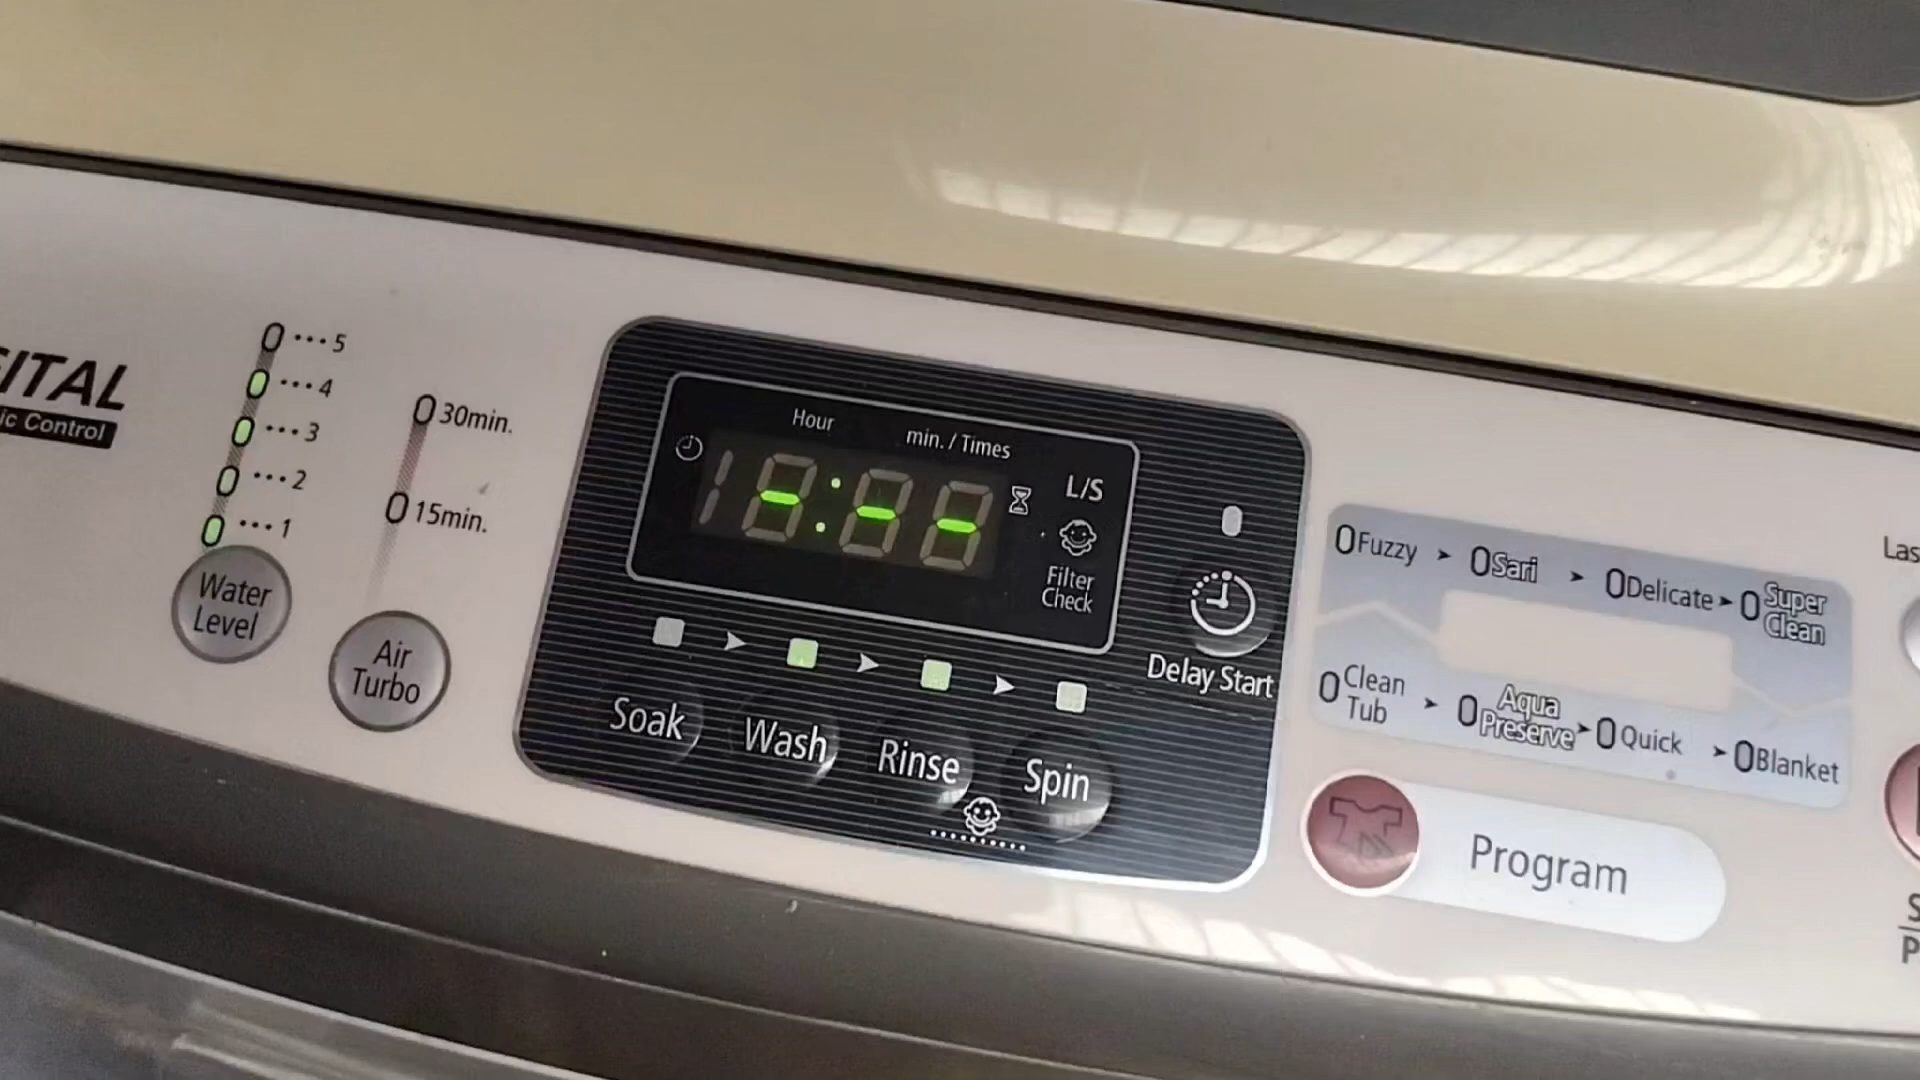 ITAL
ic Control
5
4
3
2
1
Water
Level
30min.
15min.
Air
Turbo
Hour
min. / Times
-:--
L/S
Filter
Check
Soak
Wash
Rinse
Spin
Delay Start
Fuzzy
Sari
Delicate
Super
Clean
Clean
Tub
Aqua
Preserve
Quick
Blanket
Program
Las
S
P